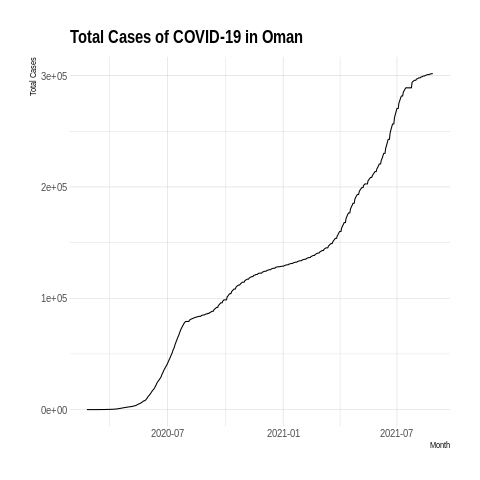 Total Cases of COVID-19 in Oman
Total Cases
3e+05
2e+05
1e+05
0e+00
2020-07 2021-01 2021-07
Month